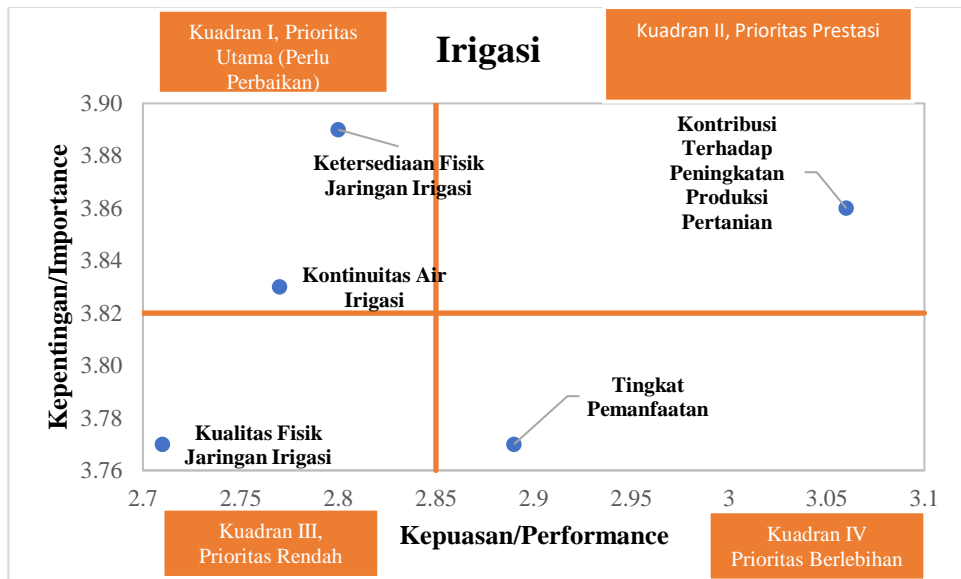 Kuadran I, Prioritas
Utama (Perlu
Perbaikan)
Irigasi
Kuadran II, Prioritas Prestasi
Kepentingan/Importance
3.90
3.88
3.86
3.84
3.82
3.80
3.78
3.76
Ketersediaan Fisik
Jaringan Irigasi
Kontribusi
Terhadap
Peningkatan
Produksi
Pertanian
Kontinuitas Air
Irigasi
Tingkat
Pemanfaatan
Kualitas Fisik
Jaringan Irigasi
2.7
2.75
2.8
2.85
2.9
2.95
3
3.05
3.1
Kuadran III,
Prioritas Rendah
Kepuasan/Performance
Kuadran IV
Prioritas Berlebihan